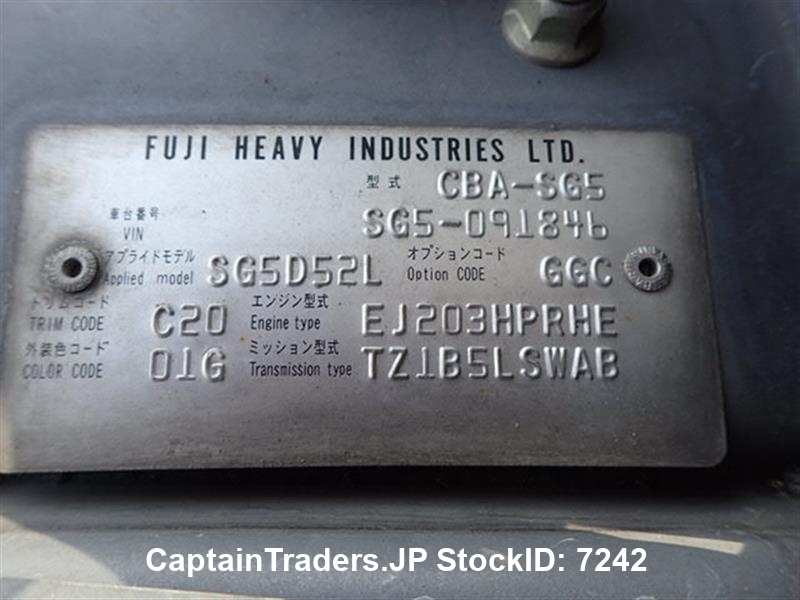 FUJI HEAVY INDUSTRIES LTD.
型式 CBA-SG5
車台番号
VIN SG5-091846
アプライドモデル オプションコード
Applied model SG5D52L Option CODE GGC
トリムコード エンジン型式
TRIM CODE C20 Engine type EJ203HPRHE
外装色コード ミッション型式
COLOR CODE 01G Transmission type TZ1B5LSWAB
CaptainTraders.JP StockID: 7242